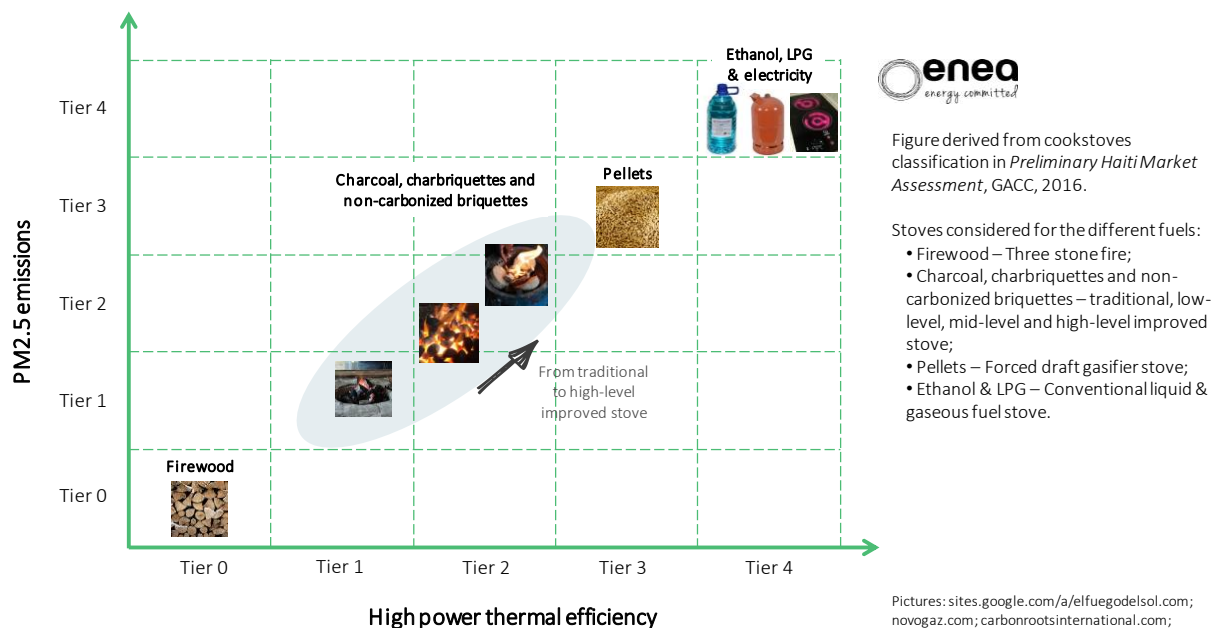 Ethanol, LPG
& electricity
Tier 4
Pellets
Charcoal, charbriquettes and
non-carbonized briquettes
Tier 3
Tier 2
From traditional
to high-level
improved stove
Tier 1
Firewood
Tier 0
PM2.5 emissions
Tier 0
Tier 1
Tier 2
Tier 3
Tier 4
High power thermal efficiency
enea
energy committed
Figure derived from cookstoves
classification in Preliminary Haiti Market
Assessment, GACC, 2016.
Stoves considered for the different fuels:
• Firewood – Three stone fire;
• Charcoal, charbriquettes and non-
carbonized briquettes – traditional, low-
level, mid-level and high-level improved
stove;
• Pellets – Forced draft gasifier stove;
• Ethanol & LPG – Conventional liquid &
gaseous fuel stove.
Pictures: sites.google.com/a/elfuegodelsol.com;
novogaz.com; carbonrootsinternational.com;